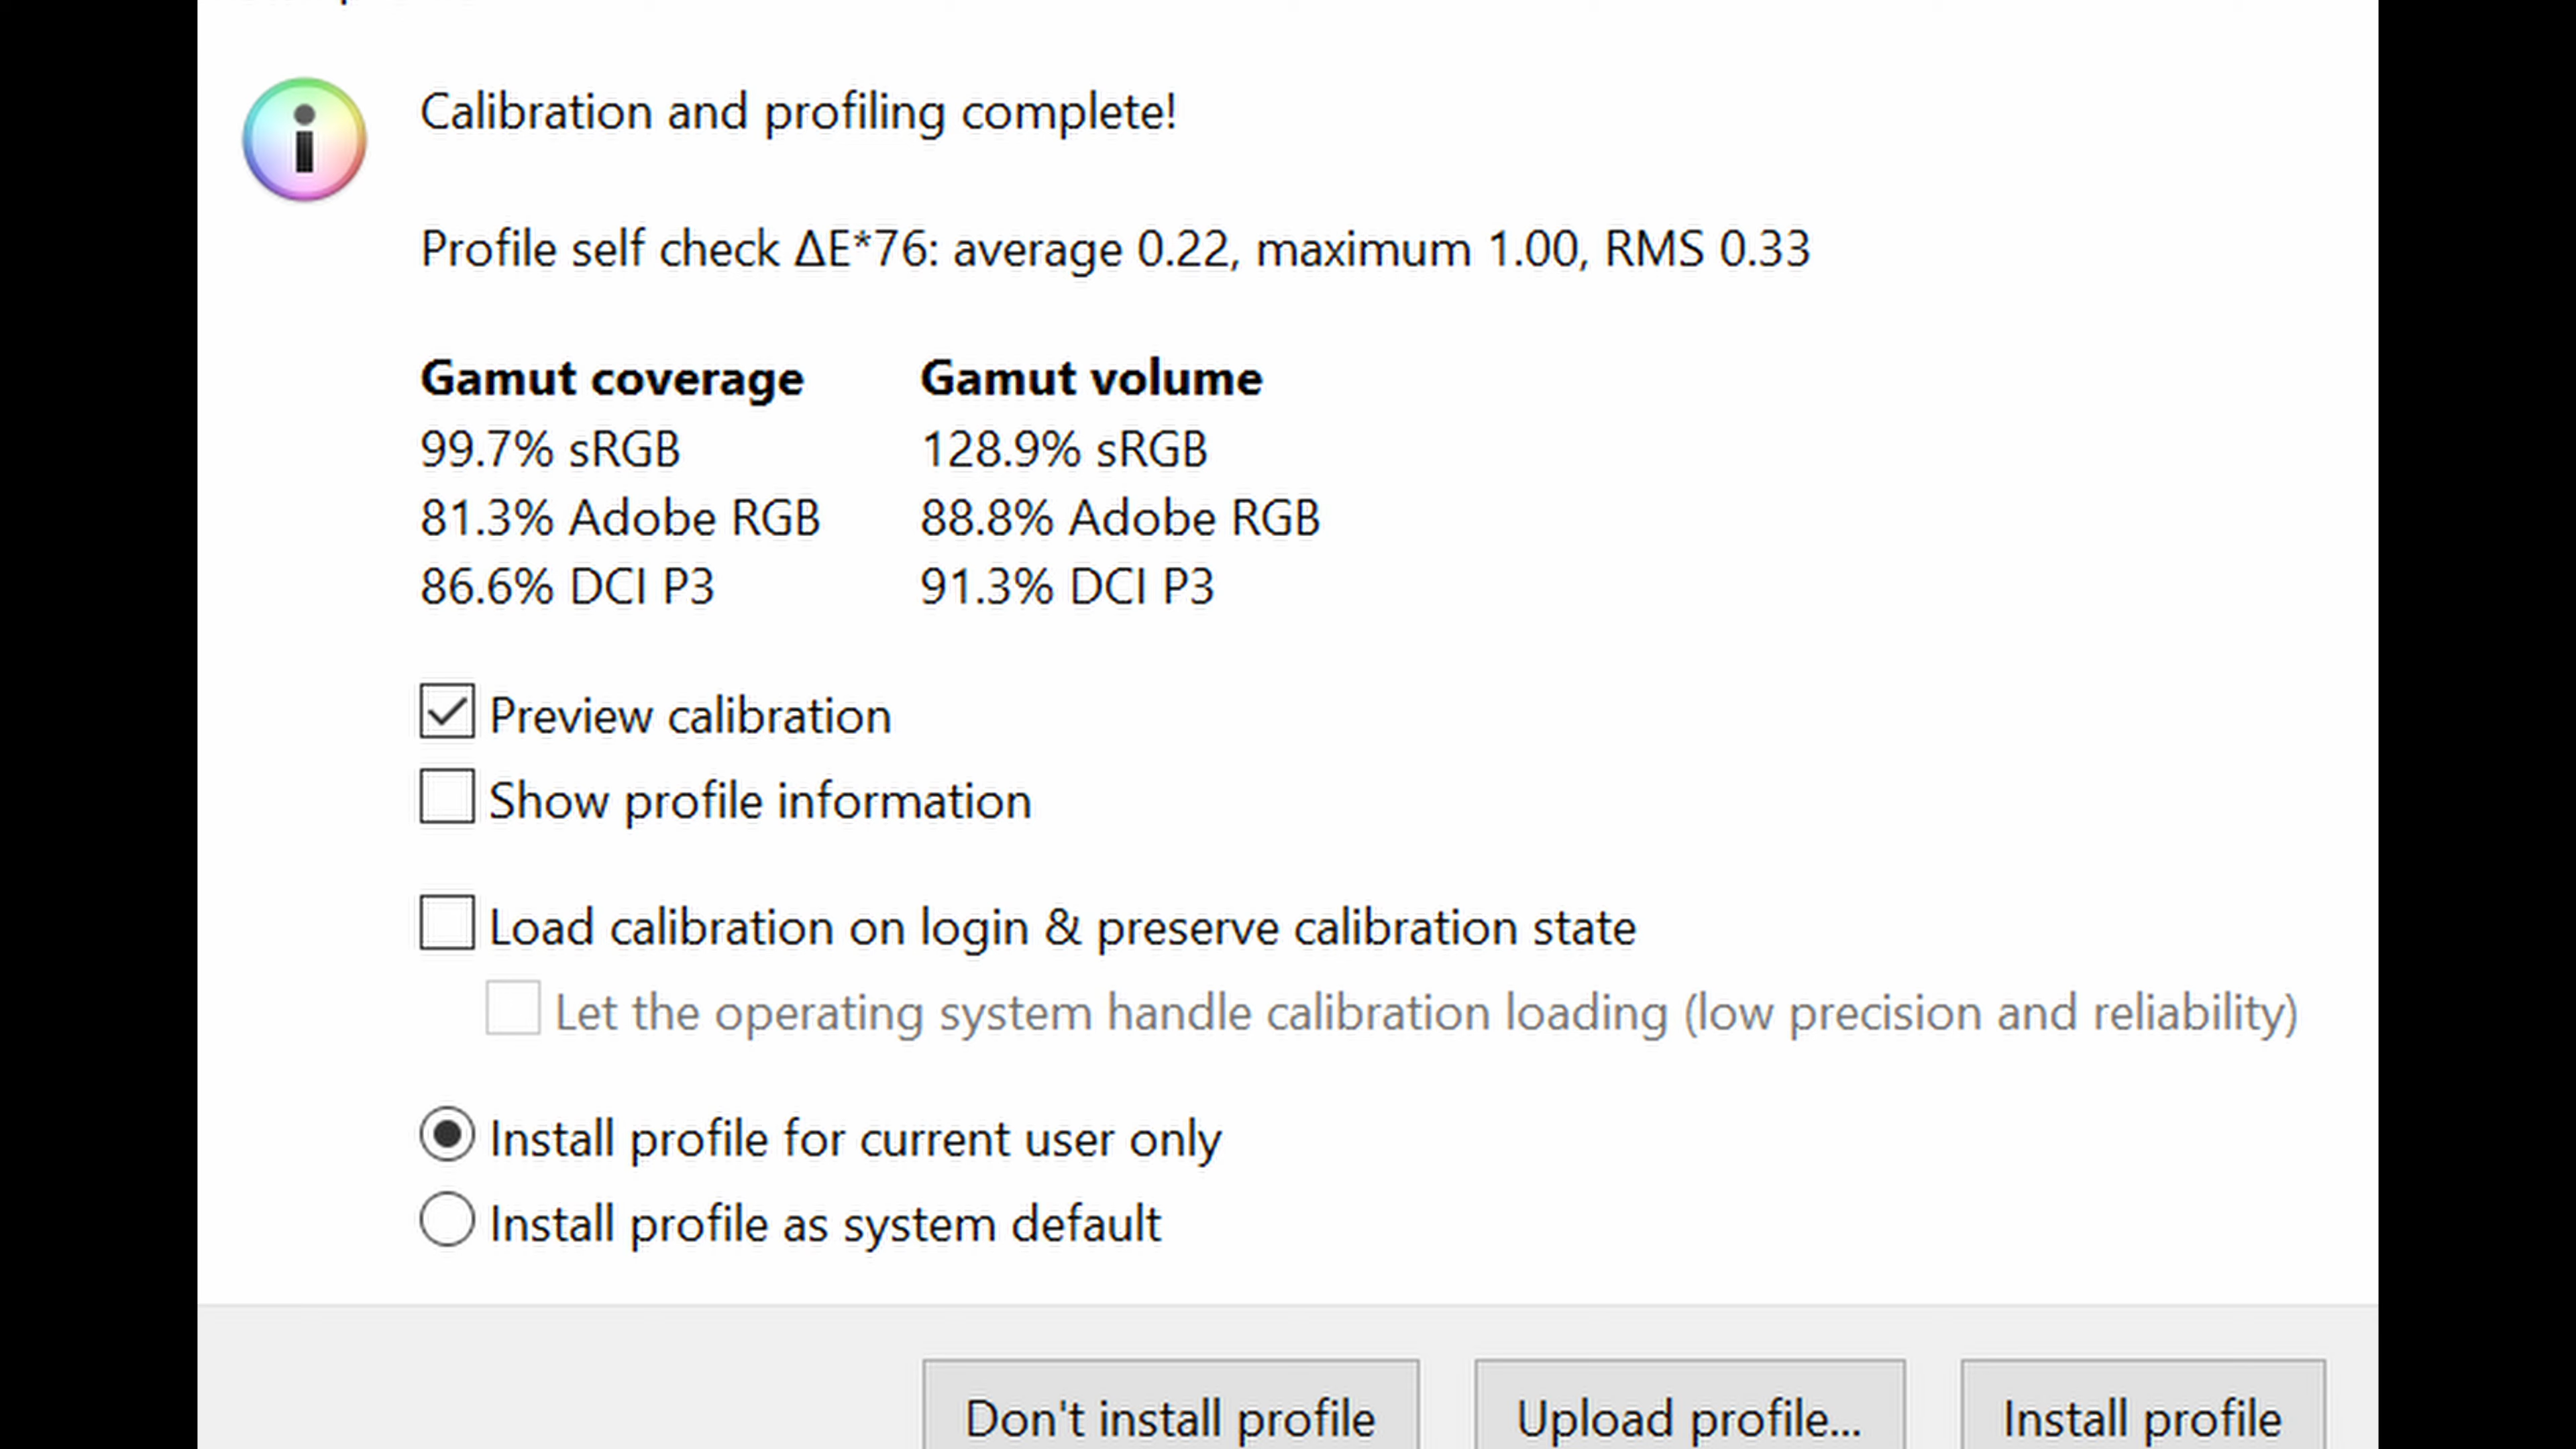 Calibration and profiling complete!
Profile self check ΔE*76: average 0.22, maximum 1.00, RMS 0.33
Gamut coverage Gamut volume
99.7% sRGB 128.9% sRGB
81.3% Adobe RGB 88.8% Adobe RGB
86.6% DCI P3 91.3% DCI P3
Preview calibration
Show profile information
Load calibration on login & preserve calibration state
Let the operating system handle calibration loading (low precision and reliability)
Install profile for current user only
Install profile as system default
Don't install profile Upload profile... Install profile